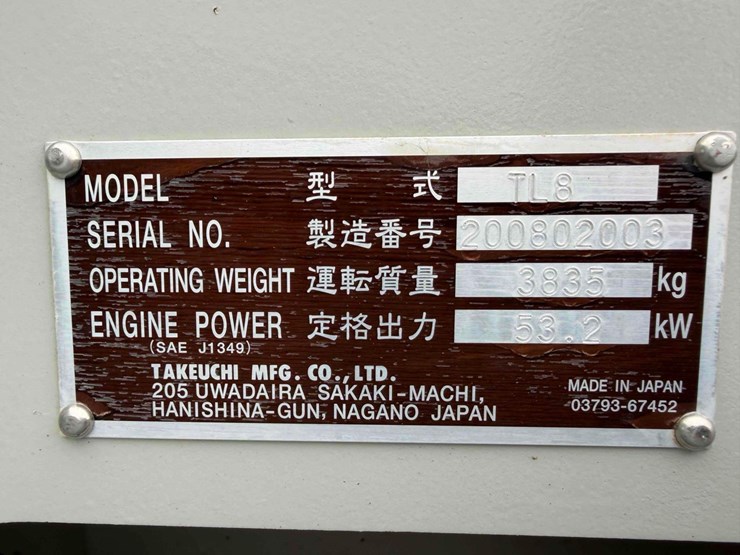 MODEL 型 式 TL8
SERIAL NO. 製造番号 200802003
OPERATING WEIGHT 運転質量 3835 kg
ENGINE POWER 定格出力 53.2 kW
(SAE J1349)
TAKEUCHI MFG. CO., LTD.
205 UWADAIRA SAKAKI-MACHI,
HANISHINA-GUN, NAGANO JAPAN
MADE IN JAPAN
03793-67452